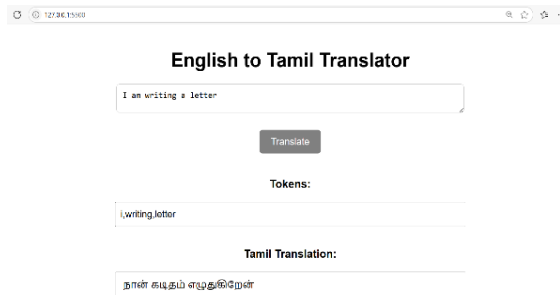 English to Tamil Translator
I am writing a letter
Translate
Tokens:
i,writing,letter
Tamil Translation:
நான் கடிதம் எழுதுகிறேன்